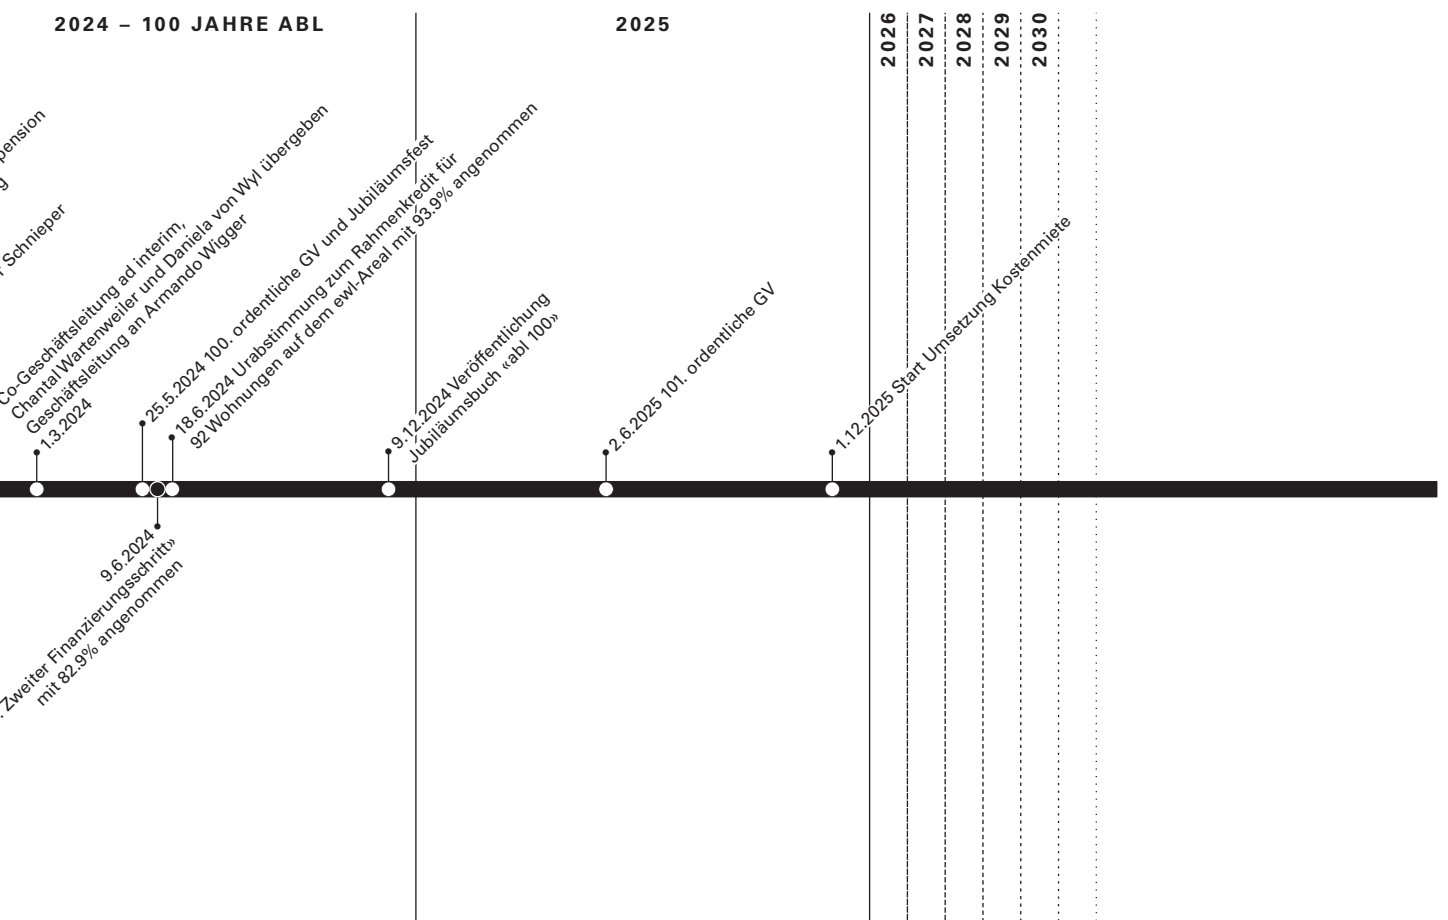 2024 – 100 JAHRE ABL
2025
2026
2027
2028
2029
2030
Schnieper
Co-Geschäftsleitung ad interim,
Chantal Wartenweiler und Daniela von Wyl übergeben
Geschäftsleitung an Armando Wigger
1.3.2024
25.5.2024 100. ordentliche GV und Jubiläumsfest
18.6.2024 Urabstimmung zum Rahmenkredit für
92 Wohnungen auf dem ewl-Areal mit 93.9% angenommen
9.12.2024 Veröffentlichung
Jubiläumsbuch «abl 100»
2.6.2025 101. ordentliche GV
1.12.2025 Start Umsetzung Kostenmiete
9.6.2024
Zweiter Finanzierungsschritt»
mit 82.9% angenommen